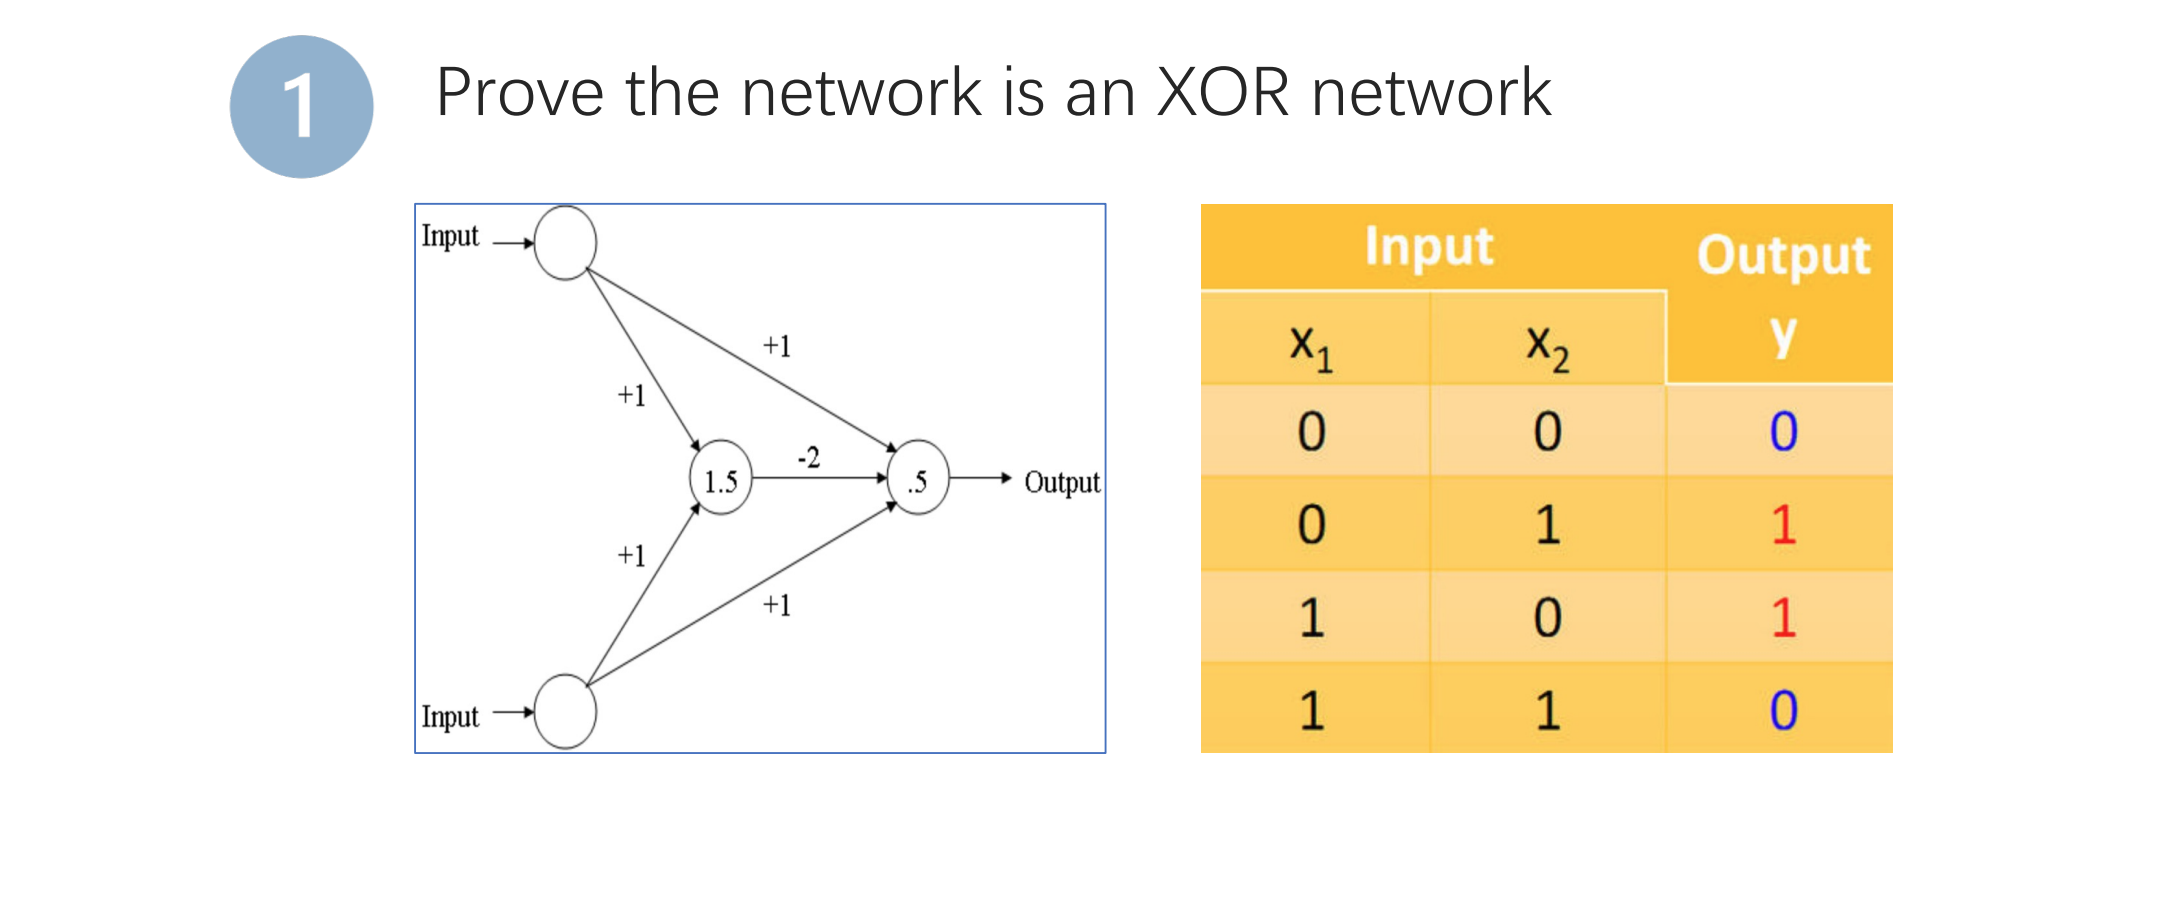 1 Prove the network is an XOR network
Input
+1
+1
-2
1.5
.5
Output
+1
+1
Input
Input Output
x₁ x₂ y
0 0 0
0 1 1
1 0 1
1 1 0